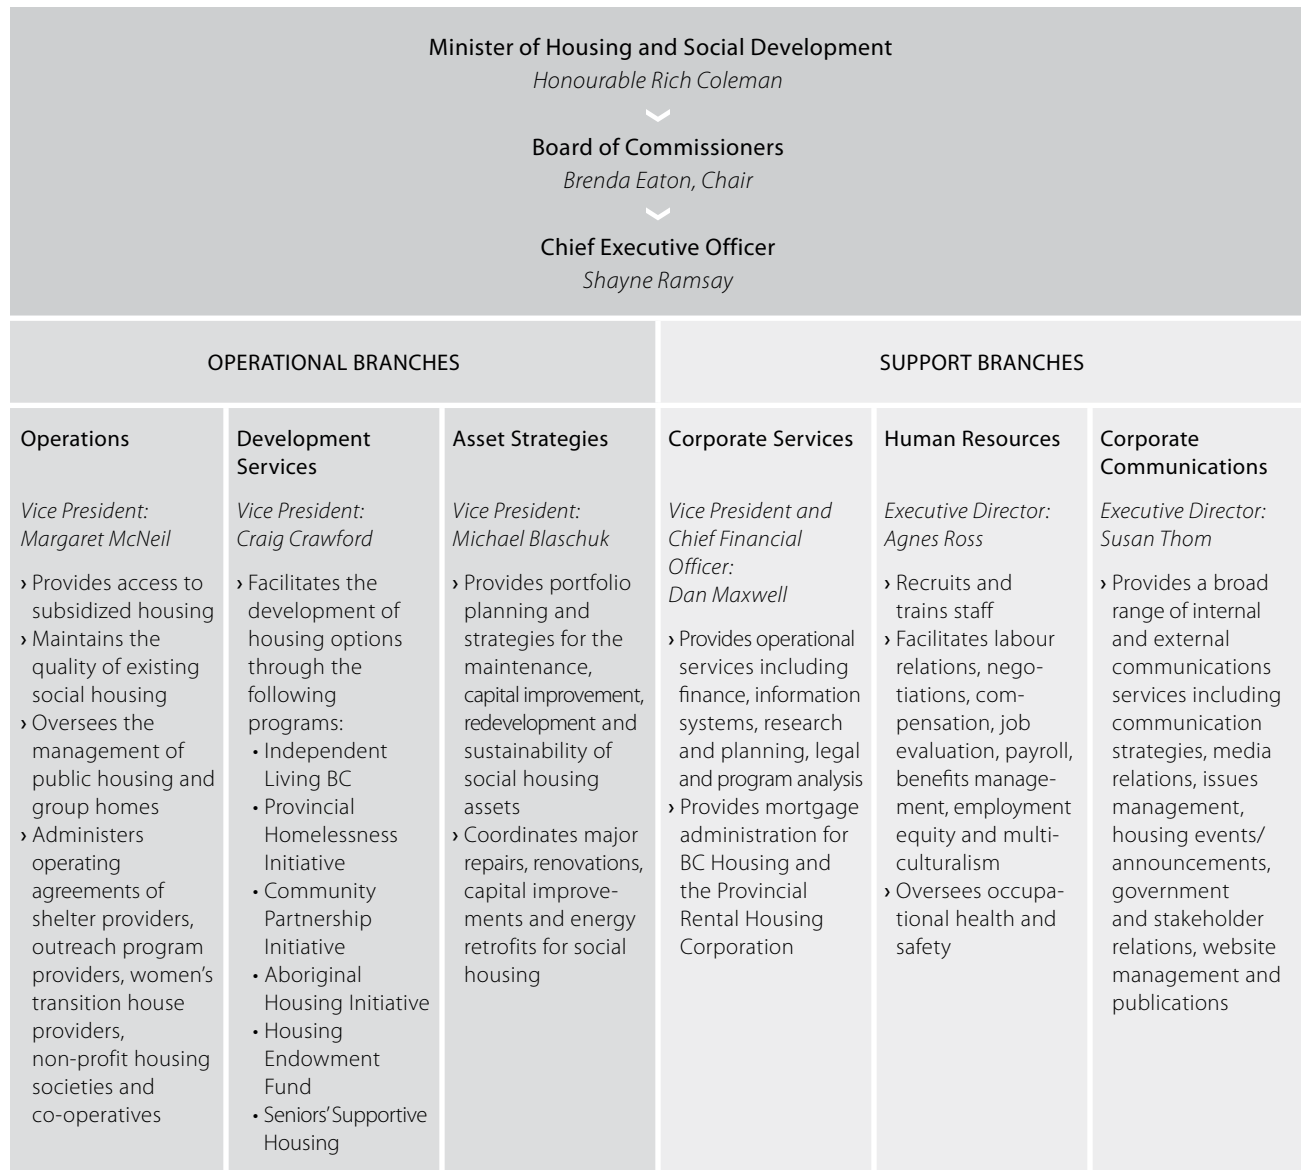 Minister of Housing and Social Development
Honourable Rich Coleman
Board of Commissioners
Brenda Eaton, Chair
Chief Executive Officer
Shayne Ramsay
OPERATIONAL BRANCHES
SUPPORT BRANCHES
Operations
Vice President:
Margaret McNeil
› Provides access to
subsidized housing
› Maintains the
quality of existing
social housing
› Oversees the
management of
public housing and
group homes
› Administers
operating
agreements of
shelter providers,
outreach program
providers, women's
transition house
providers,
non-profit housing
societies and
co-operatives
Development
Services
Vice President:
Craig Crawford
› Facilitates the
development of
housing options
through the
following
programs:
• Independent
Living BC
• Provincial
Homelessness
Initiative
• Community
Partnership
Initiative
• Aboriginal
Housing Initiative
• Housing
Endowment
Fund
• Seniors' Supportive
Housing
Asset Strategies
Vice President:
Michael Blaschuk
› Provides portfolio
planning and
strategies for the
maintenance,
capital improvement,
redevelopment and
sustainability of
social housing
assets
› Coordinates major
repairs, renovations,
capital improve-
ments and energy
retrofits for social
housing
Corporate Services
Vice President and
Chief Financial
Officer:
Dan Maxwell
› Provides operational
services including
finance, information
systems, research
and planning, legal
and program analysis
› Provides mortgage
administration for
BC Housing and
the Provincial
Rental Housing
Corporation
Human Resources
Executive Director:
Agnes Ross
› Recruits and
trains staff
› Facilitates labour
relations, nego-
tiations, com-
pensation, job
evaluation, payroll,
benefits manage-
ment, employment
equity and multi-
culturalism
› Oversees occupa-
tional health and
safety
Corporate
Communications
Executive Director:
Susan Thom
› Provides a broad
range of internal
and external
communications
services including
communication
strategies, media
relations, issues
management,
housing events/
announcements,
government
and stakeholder
relations, website
management and
publications